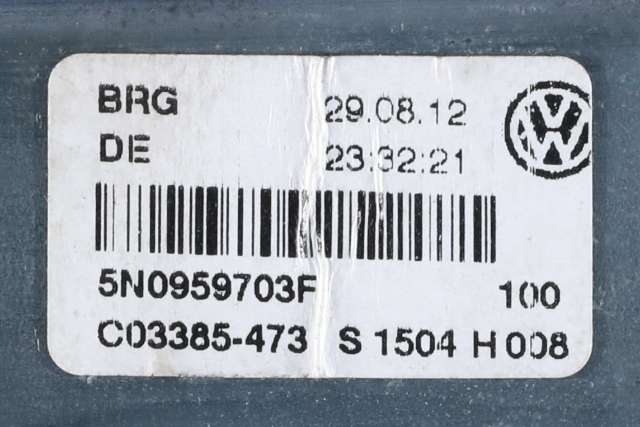 BRG 29.08.12
DE 23:32:21
5N0959703F 100
C03385-473 S 1504 H 008